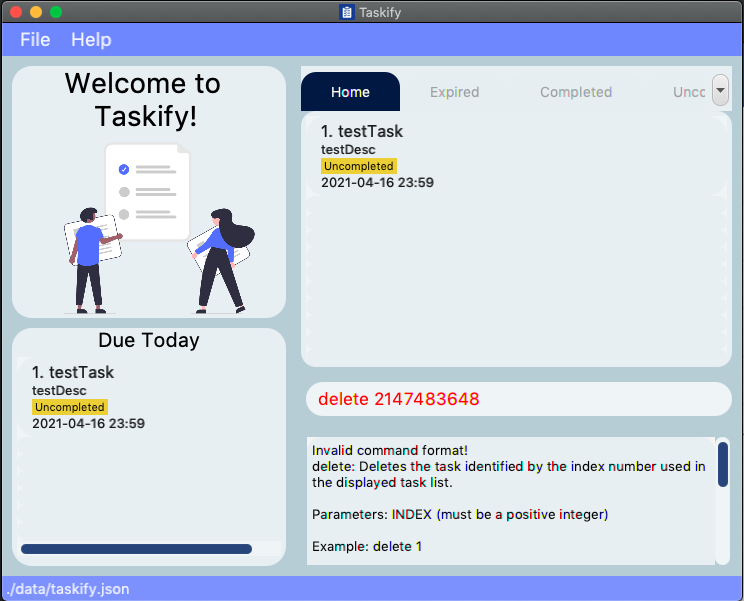 Taskify
File Help
Welcome to
Taskify!
Due Today
1. testTask
testDesc
Uncompleted
2021-04-16 23:59
Home Expired Completed Unco
1. testTask
testDesc
Uncompleted
2021-04-16 23:59
delete 2147483648
Invalid command format!
delete: Deletes the task identified by the index number used in
the displayed task list.
Parameters: INDEX (must be a positive integer)
Example: delete 1
./data/taskify.json